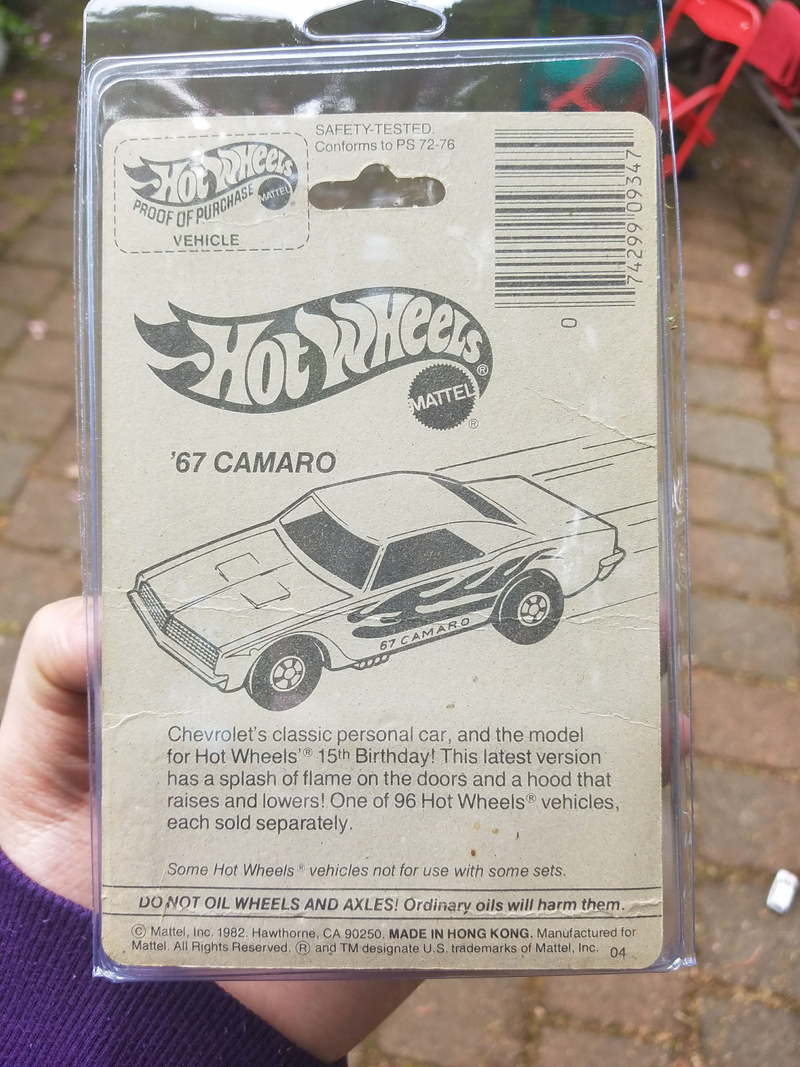 SAFETY-TESTED.
Conforms to PS 72-76
HOT WHEELS
PROOF OF PURCHASE
MATTEL
VEHICLE
74299 09347
0
HOT WHEELS®
MATTEL®
'67 CAMARO
67 CAMARO
Chevrolet's classic personal car, and the model
for Hot Wheels'® 15th Birthday! This latest version
has a splash of flame on the doors and a hood that
raises and lowers! One of 96 Hot Wheels® vehicles,
each sold separately.
Some Hot Wheels® vehicles not for use with some sets.
DO NOT OIL WHEELS AND AXLES! Ordinary oils will harm them.
© Mattel, Inc. 1982. Hawthorne, CA 90250. MADE IN HONG KONG. Manufactured for
Mattel. All Rights Reserved. ® and TM designate U.S. trademarks of Mattel, Inc. 04